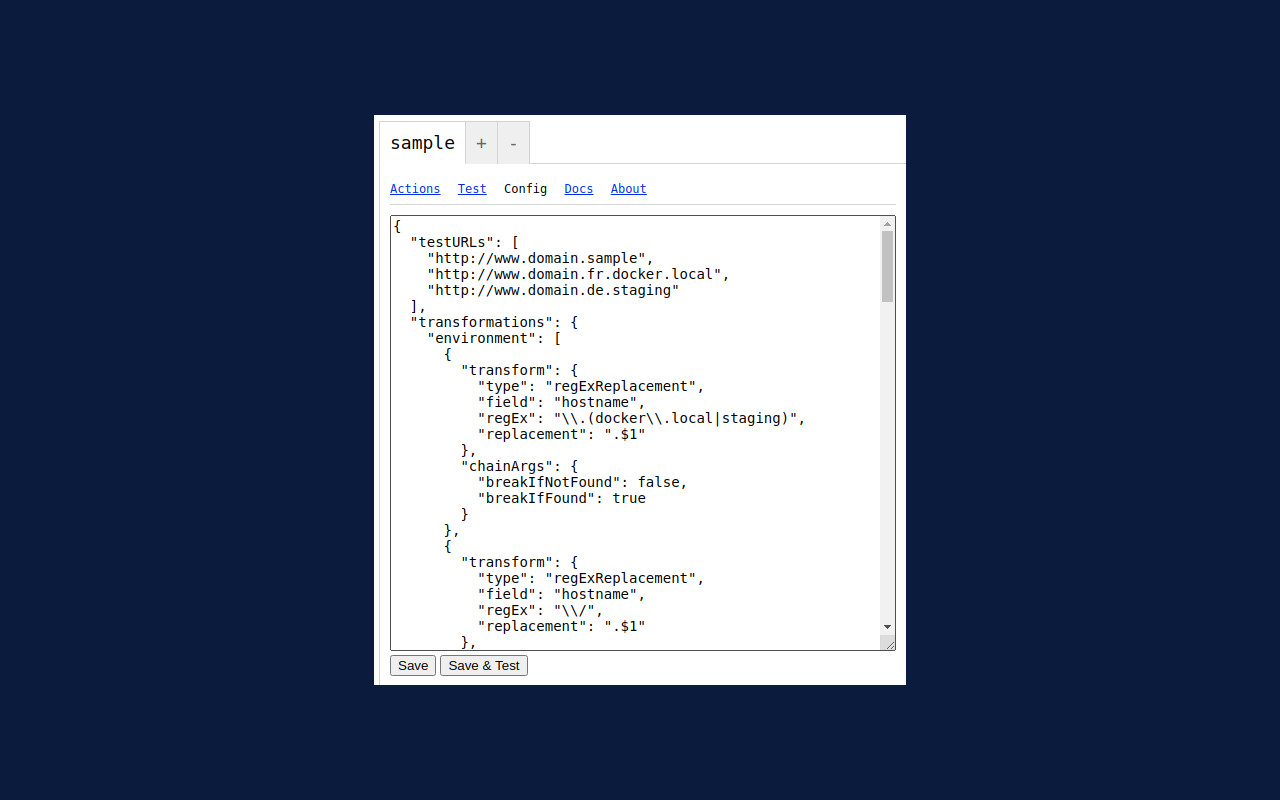 sample + -
Actions Test Config Docs About
{
  "testURLs": [
    "http://www.domain.sample",
    "http://www.domain.fr.docker.local",
    "http://www.domain.de.staging"
  ],
  "transformations": {
    "environment": [
      {
        "transform": {
          "type": "regExReplacement",
          "field": "hostname",
          "regEx": "\\.(docker\\.local|staging)",
          "replacement": ".$1"
        },
        "chainArgs": {
          "breakIfNotFound": false,
          "breakIfFound": true
        }
      },
      {
        "transform": {
          "type": "regExReplacement",
          "field": "hostname",
          "regEx": "\\/",
          "replacement": ".$1"
        },
Save Save & Test